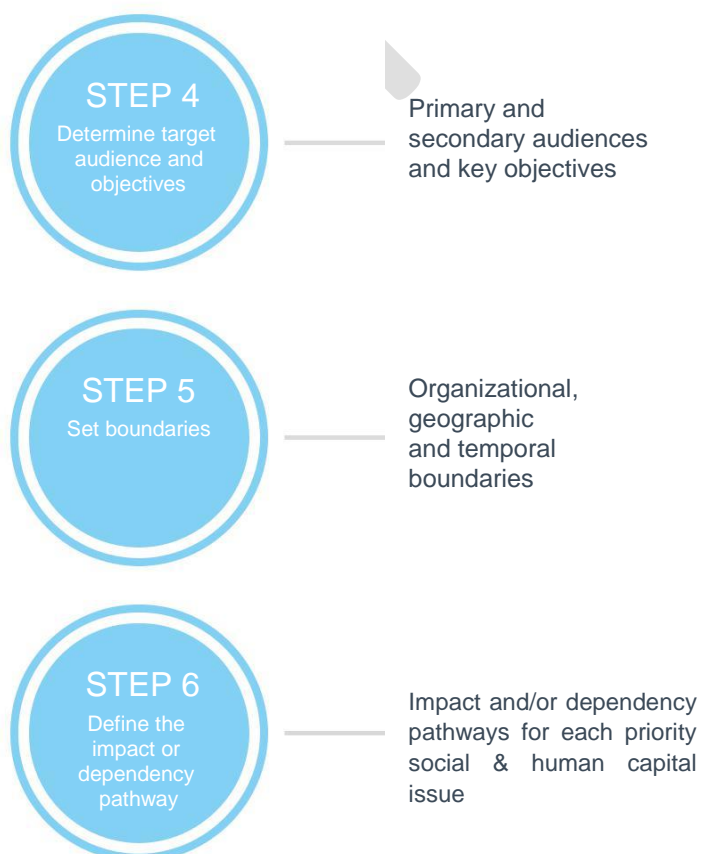 STEP 4
Determine target
audience and
objectives
Primary and
secondary audiences
and key objectives
STEP 5
Set boundaries
Organizational,
geographic
and temporal
boundaries
STEP 6
Define the
impact or
dependency
pathway
Impact and/or dependency
pathways for each priority
social & human capital
issue